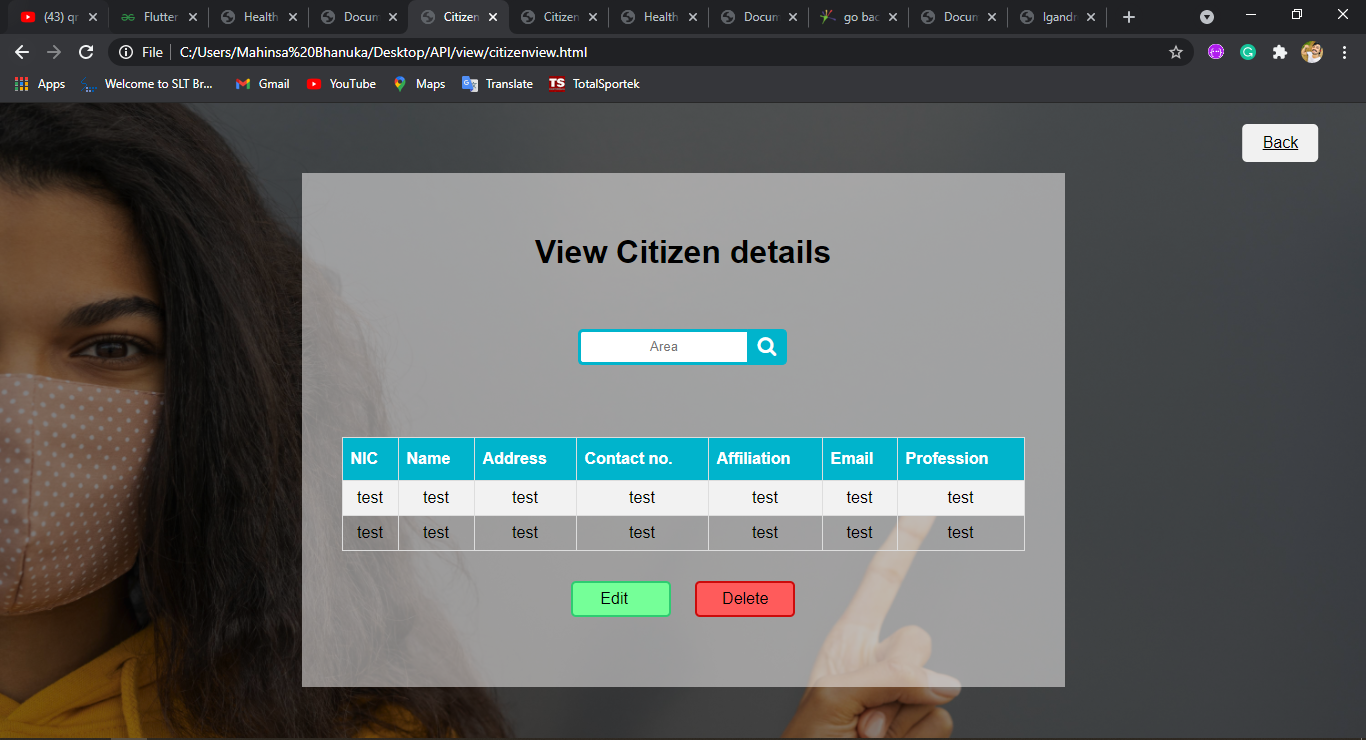 (43) qr
Flutter
Health
Docum
Citizen
Citizen
Health
Docum
go bac
Docum
Igandr
File
C:/Users/Mahinsa%20Bhanuka/Desktop/API/view/citizenview.html
Apps
Welcome to SLT Br...
Gmail
YouTube
Maps
Translate
TS TotalSportek
Back
View Citizen details
Area
NIC Name Address Contact no. Affiliation Email Profession
test test test test test test test
test test test test test test test
Edit Delete